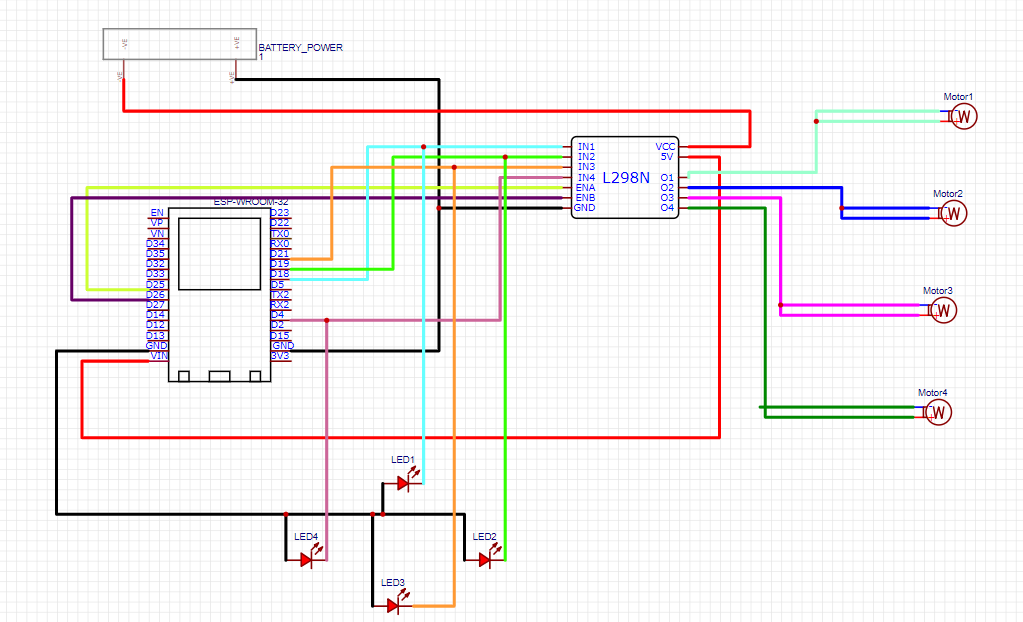 -VE
+VE
BATTERY_POWER
1
-VE
+VE
Motor1
-
+
W
IN1
IN2
IN3
IN4
ENA
ENB
GND
L298N
VCC
5V
O1
O2
O3
O4
Motor2
-
+
W
ESP-WROOM-32
EN
VP
VN
D34
D35
D32
D33
D25
D26
D27
D14
D12
D13
GND
VIN
D23
D22
TX0
RX0
D21
D19
D18
D5
TX2
RX2
D4
D2
D15
GND
3V3
Motor3
-
+
W
Motor4
-
+
W
LED1
LED4
LED2
LED3